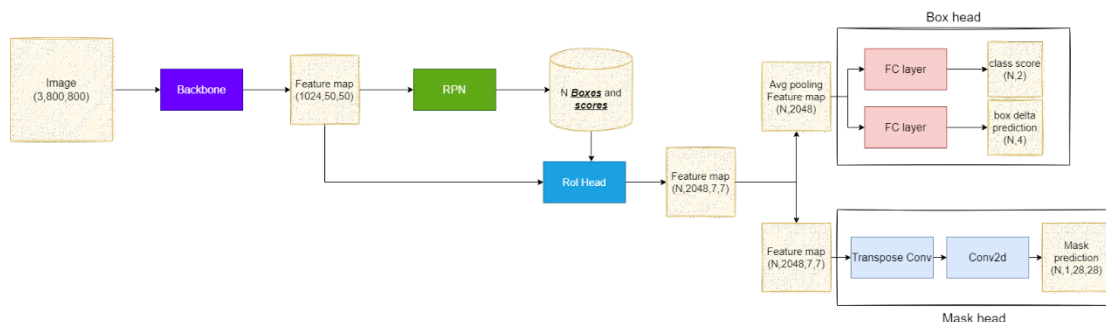 Image
(3,800,800)
Backbone
Feature map
(1024,50,50)
RPN
N Boxes and
scores
RoI Head
Feature map
(N,2048,7,7)
Avg pooling
Feature map
(N,2048)
Box head
FC layer
class score
(N,2)
FC layer
box delta
prediction
(N,4)
Feature map
(N,2048,7,7)
Transpose Conv
Conv2d
Mask
prediction
(N,1,28,28)
Mask head